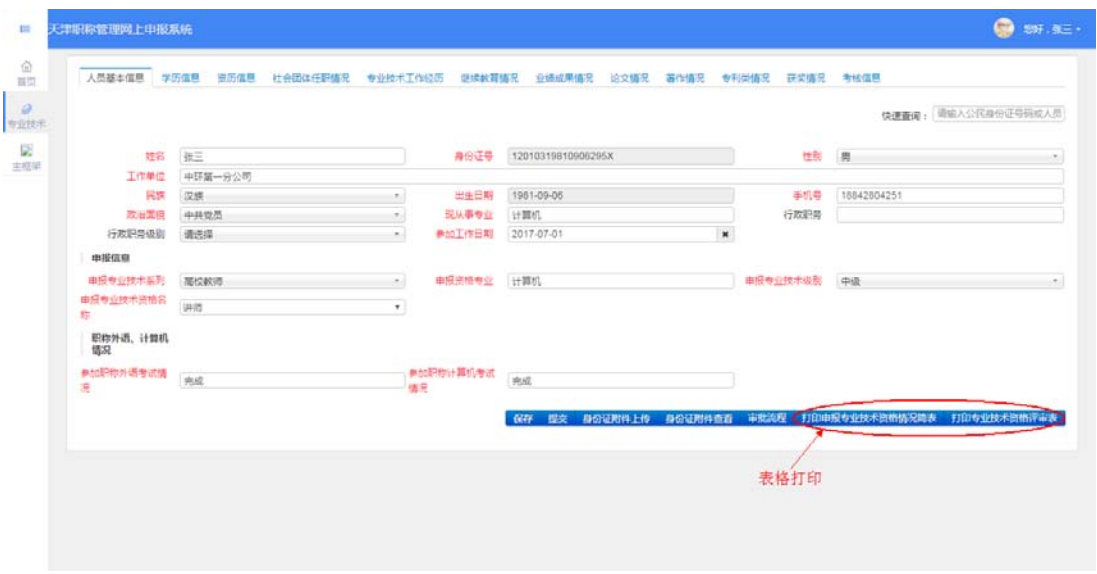 天津职称管理网上申报系统
您好，张三
首页
专业技术
主框架
人员基本信息 学历信息 资历信息 社会团体任职情况 专业技术工作经历 继续教育情况 业绩成果情况 论文情况 著作情况 专利类情况 获奖情况 考核信息
快速查询： 请输入公民身份证号码或人员
姓名 张三 身份证号 12010319810906295X 性别 男
工作单位 中环第一分公司
民族 汉族 出生日期 1981-09-06 手机号 16842804251
政治面貌 中共党员 现从事专业 计算机 行政职务
行政职务级别 请选择 参加工作日期 2017-07-01
申报信息
申报专业技术系列 高校教师 申报资格专业 计算机 申报专业技术级别 中级
申报专业技术资格名称 讲师
职称外语、计算机情况
参加职称外语考试情况 完成 参加职称计算机考试情况 完成
保存 提交 身份证附件上传 身份证附件查看 审批流程 打印申报专业技术资格情况简表 打印专业技术资格评审表
表格打印